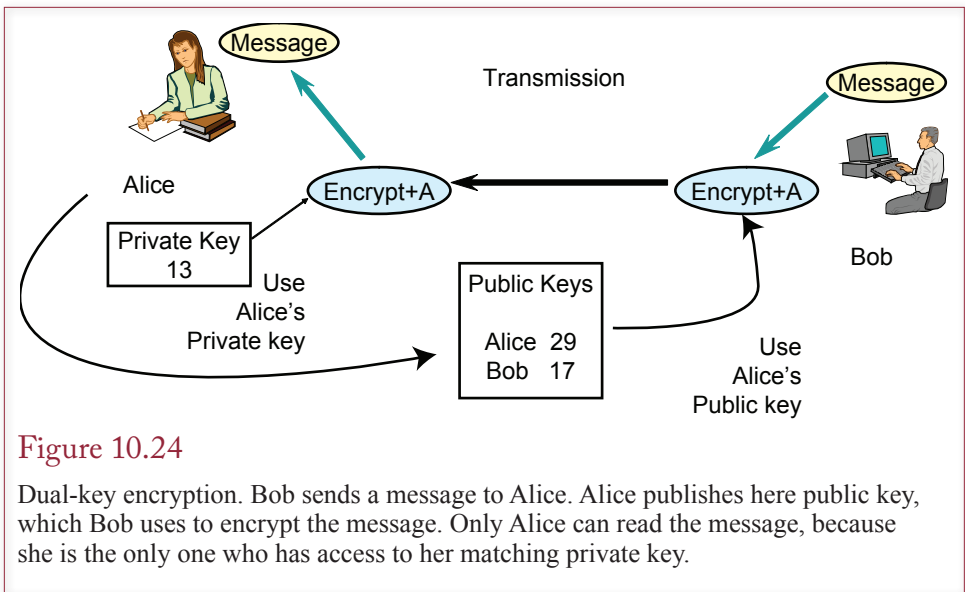 Message
Transmission
Message
Alice
Encrypt+A
Encrypt+A
Bob
Private Key
13
Use
Alice's
Private key
Public Keys
Alice 29
Bob 17
Use
Alice's
Public key
Figure 10.24
Dual-key encryption. Bob sends a message to Alice. Alice publishes here public key,
which Bob uses to encrypt the message. Only Alice can read the message, because
she is the only one who has access to her matching private key.